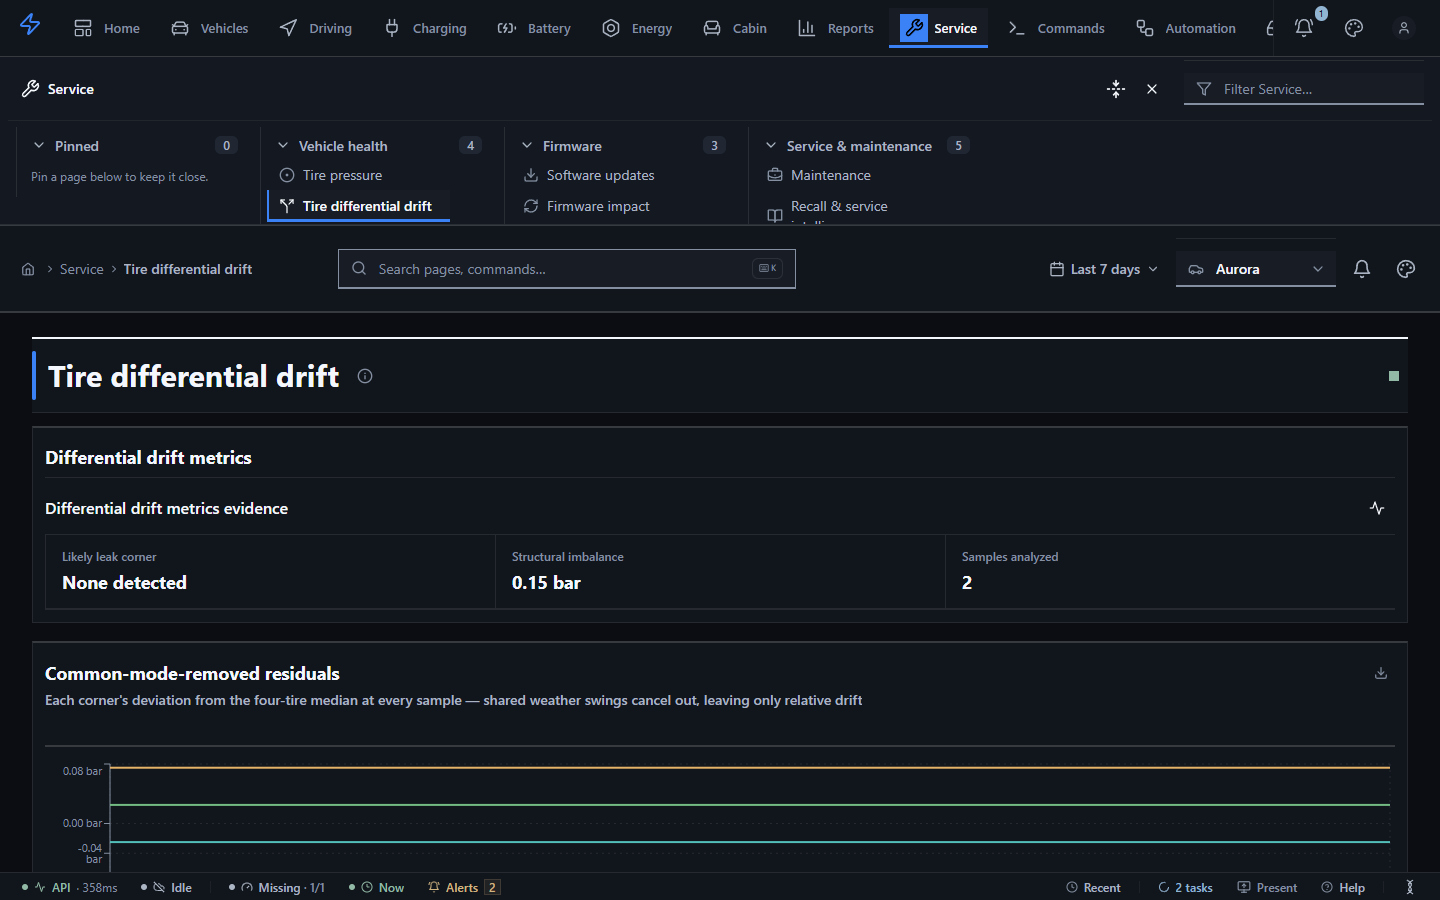 Home
Vehicles
Driving
Charging
Battery
Energy
Cabin
Reports
Service
Commands
Automation
1
Service
Filter Service...
Pinned
0
Pin a page below to keep it close.
Vehicle health
4
Tire pressure
Tire differential drift
Firmware
3
Software updates
Firmware impact
Service & maintenance
5
Maintenance
Recall & service
Service
Tire differential drift
Search pages, commands...
K
Last 7 days
Aurora
Tire differential drift
Differential drift metrics
Differential drift metrics evidence
Likely leak corner
None detected
Structural imbalance
0.15 bar
Samples analyzed
2
Common-mode-removed residuals
Each corner's deviation from the four-tire median at every sample — shared weather swings cancel out, leaving only relative drift
0.08 bar
0.00 bar
-0.04
bar
API · 358ms
Idle
Missing · 1/1
Now
Alerts 2
Recent
2 tasks
Present
Help